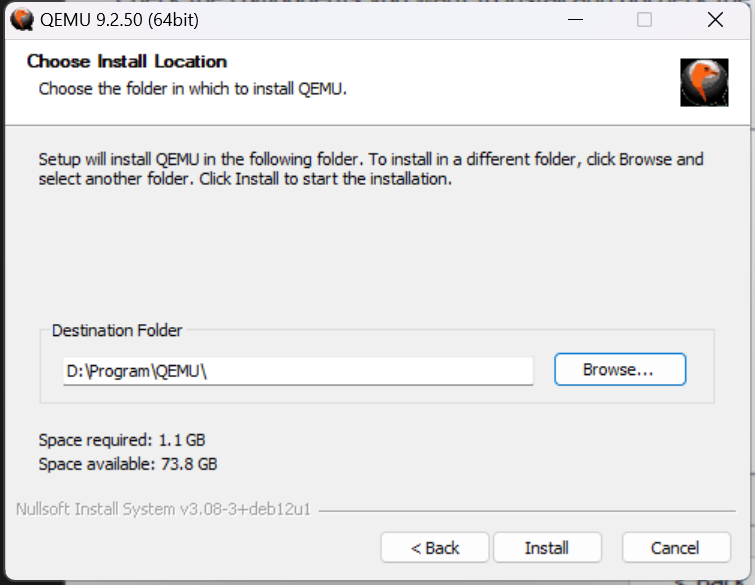 QEMU 9.2.50 (64bit)
Choose Install Location
Choose the folder in which to install QEMU.
Setup will install QEMU in the following folder. To install in a different folder, click Browse and
select another folder. Click Install to start the installation.
Destination Folder
D:\Program\QEMU\
Browse...
Space required: 1.1 GB
Space available: 73.8 GB
Nullsoft Install System v3.08-3+deb12u1
< Back
Install
Cancel